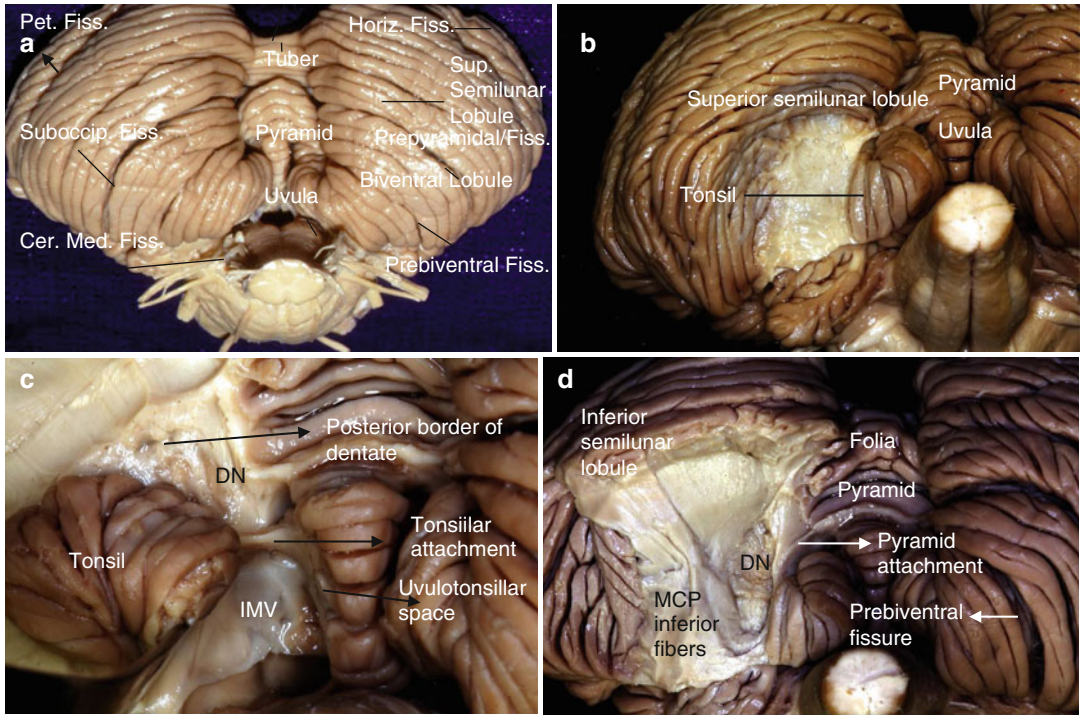 Pet. Fiss.
a
Horiz. Fiss.
Tuber
Sup.
Semilunar
Lobule
Suboccip. Fiss.
Pyramid
Prepyramidal/Fiss.
Biventral Lobule
Uvula
Cer. Med. Fiss.
Prebiventral Fiss.
b
Pyramid
Superior semilunar lobule
Uvula
Tonsil
c
Posterior border of
dentate
DN
Tonsiilar
attachment
Tonsil
Uvulotonsillar
space
IMV
d
Inferior
semilunar
lobule
Folia
Pyramid
Pyramid
attachment
DN
MCP
inferior
fibers
Prebiventral
fissure